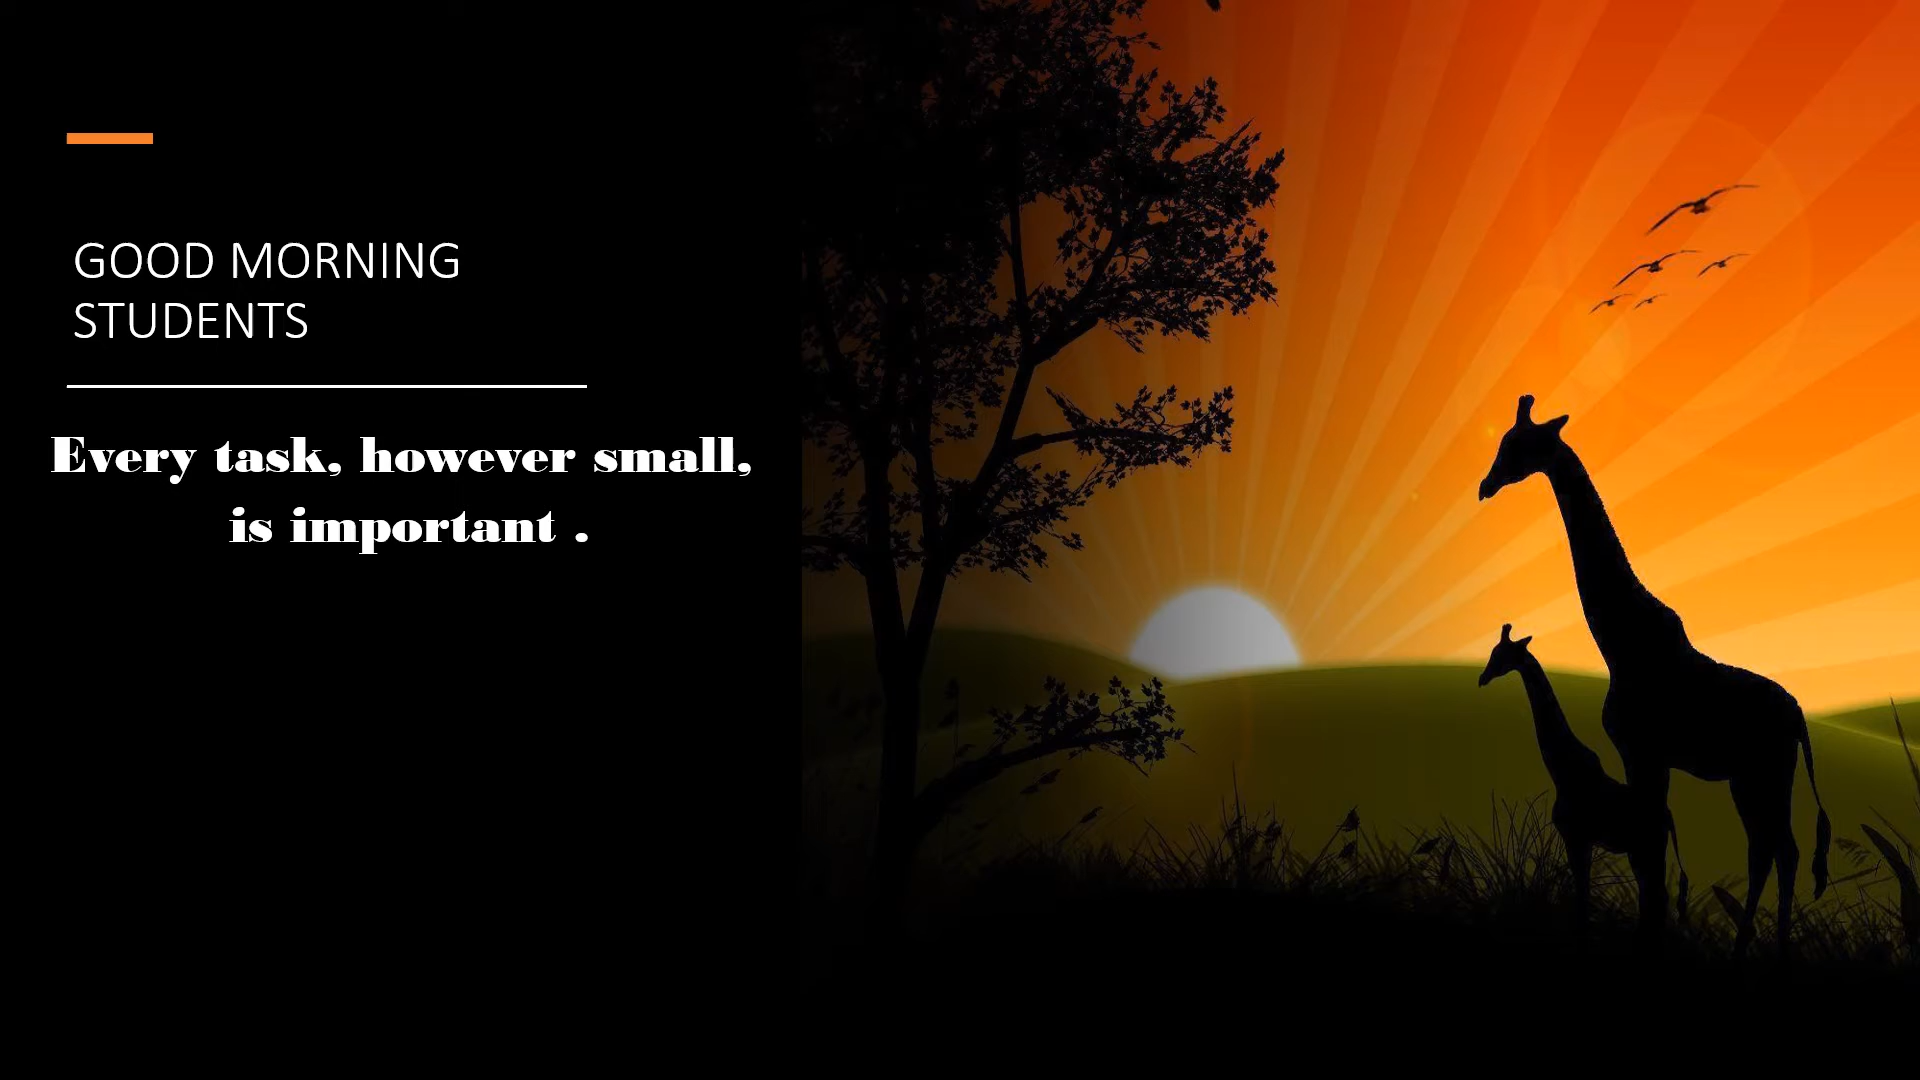 GOOD MORNING
STUDENTS
Every task, however small,
is important .